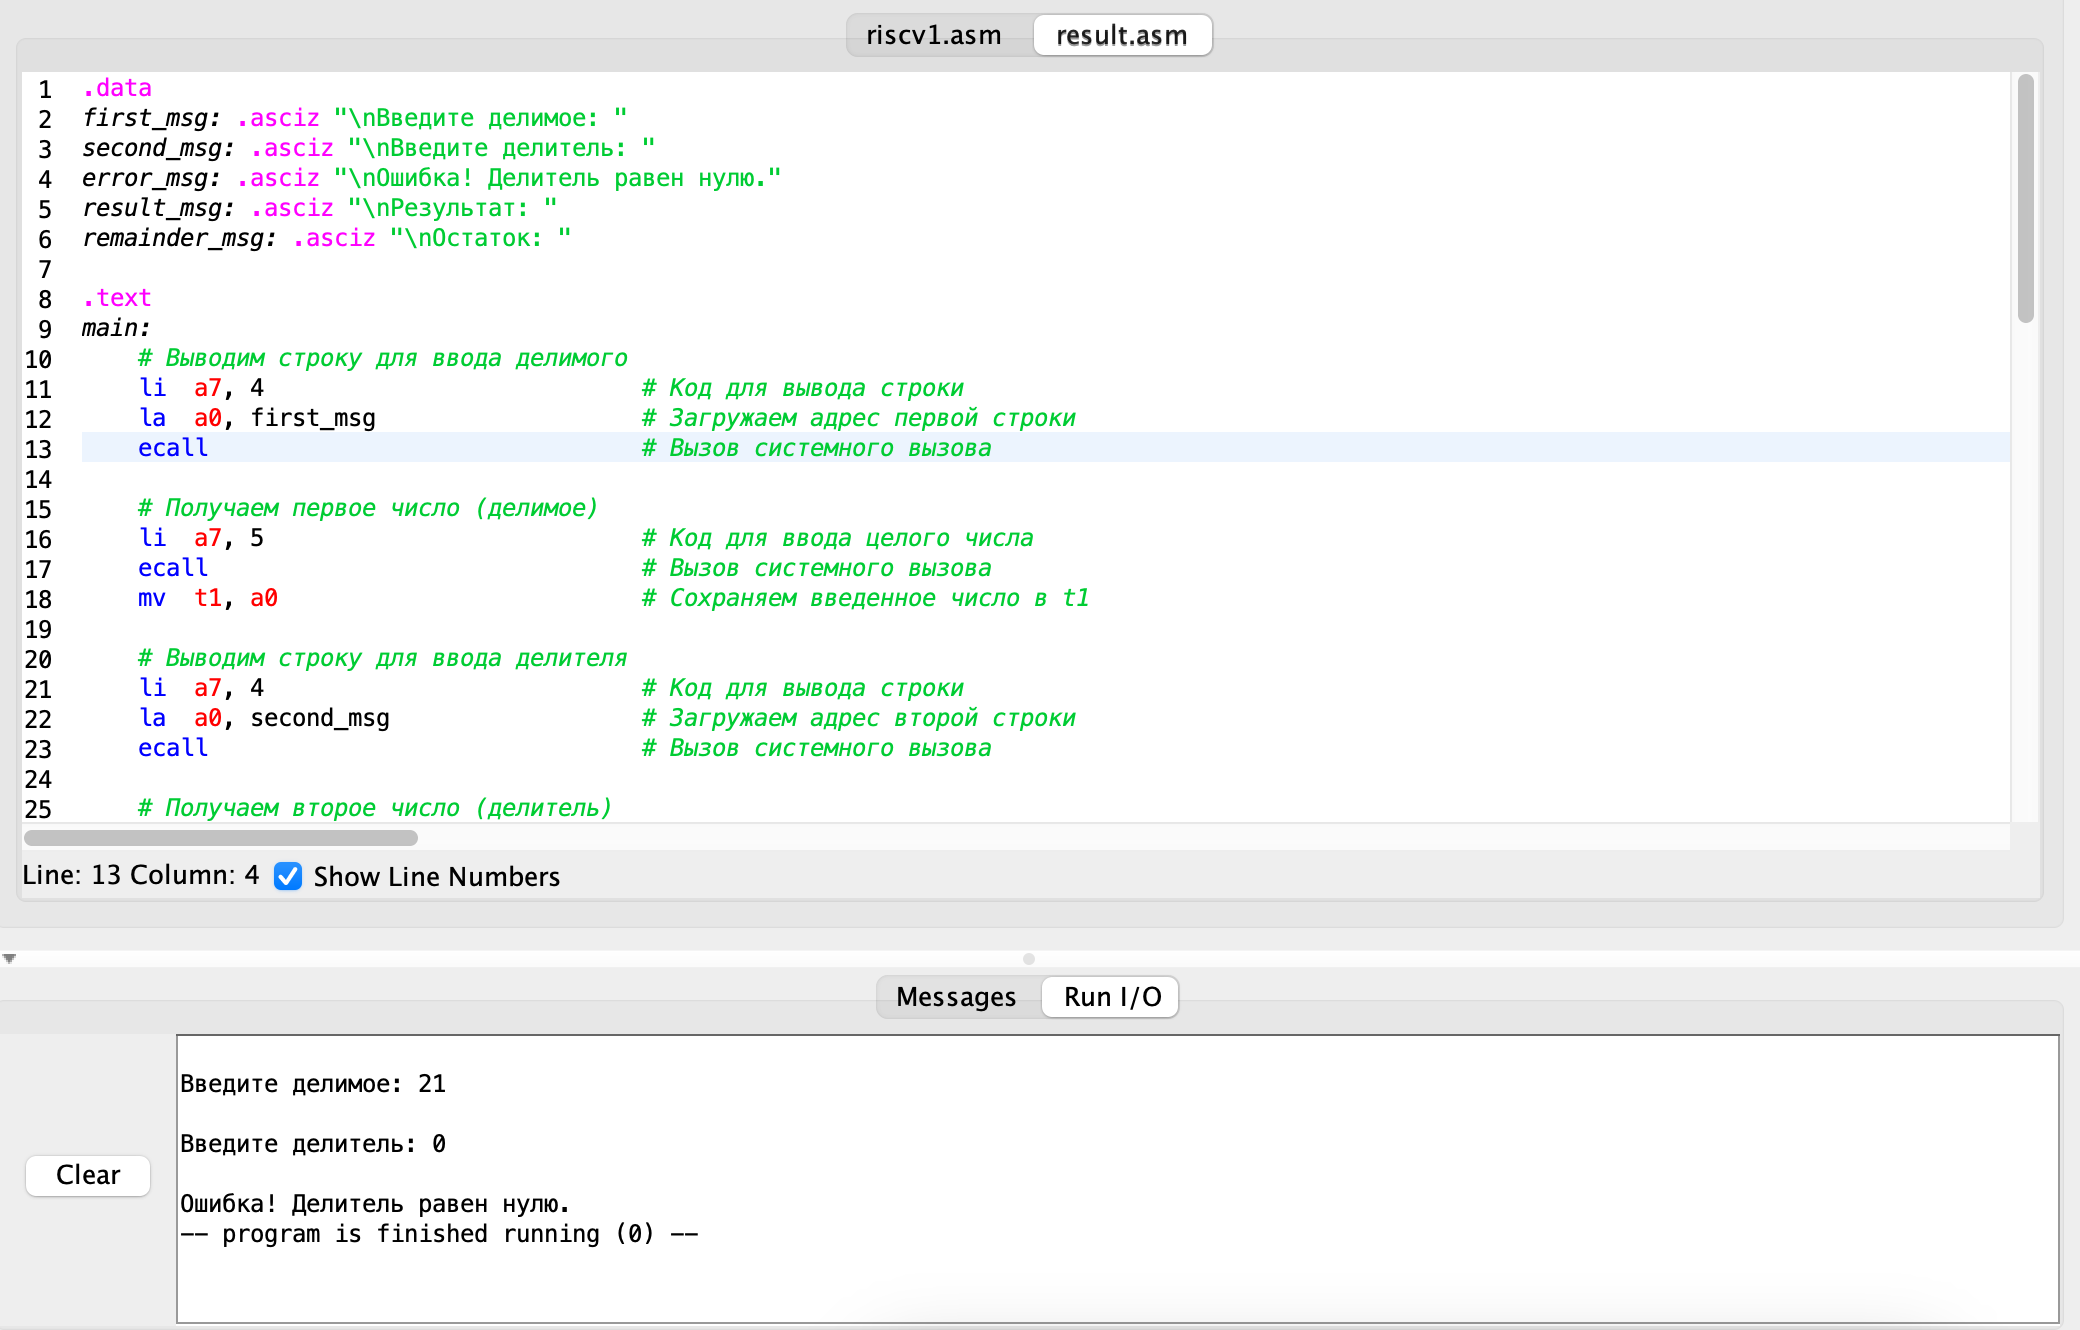 riscv1.asm result.asm
1 .data
2 first_msg: .asciz "\nВведите делимое: "
3 second_msg: .asciz "\nВведите делитель: "
4 error_msg: .asciz "\nОшибка! Делитель равен нулю."
5 result_msg: .asciz "\nРезультат: "
6 remainder_msg: .asciz "\nОстаток: "
7
8 .text
9 main:
10 # Выводим строку для ввода делимого
11 li a7, 4 # Код для вывода строки
12 la a0, first_msg # Загружаем адрес первой строки
13 ecall # Вызов системного вызова
14
15 # Получаем первое число (делимое)
16 li a7, 5 # Код для ввода целого числа
17 ecall # Вызов системного вызова
18 mv t1, a0 # Сохраняем введенное число в t1
19
20 # Выводим строку для ввода делителя
21 li a7, 4 # Код для вывода строки
22 la a0, second_msg # Загружаем адрес второй строки
23 ecall # Вызов системного вызова
24
25 # Получаем второе число (делитель)
Line: 13 Column: 4 Show Line Numbers
Messages Run I/O
Clear
Введите делимое: 21
Введите делитель: 0
Ошибка! Делитель равен нулю.
-- program is finished running (0) --